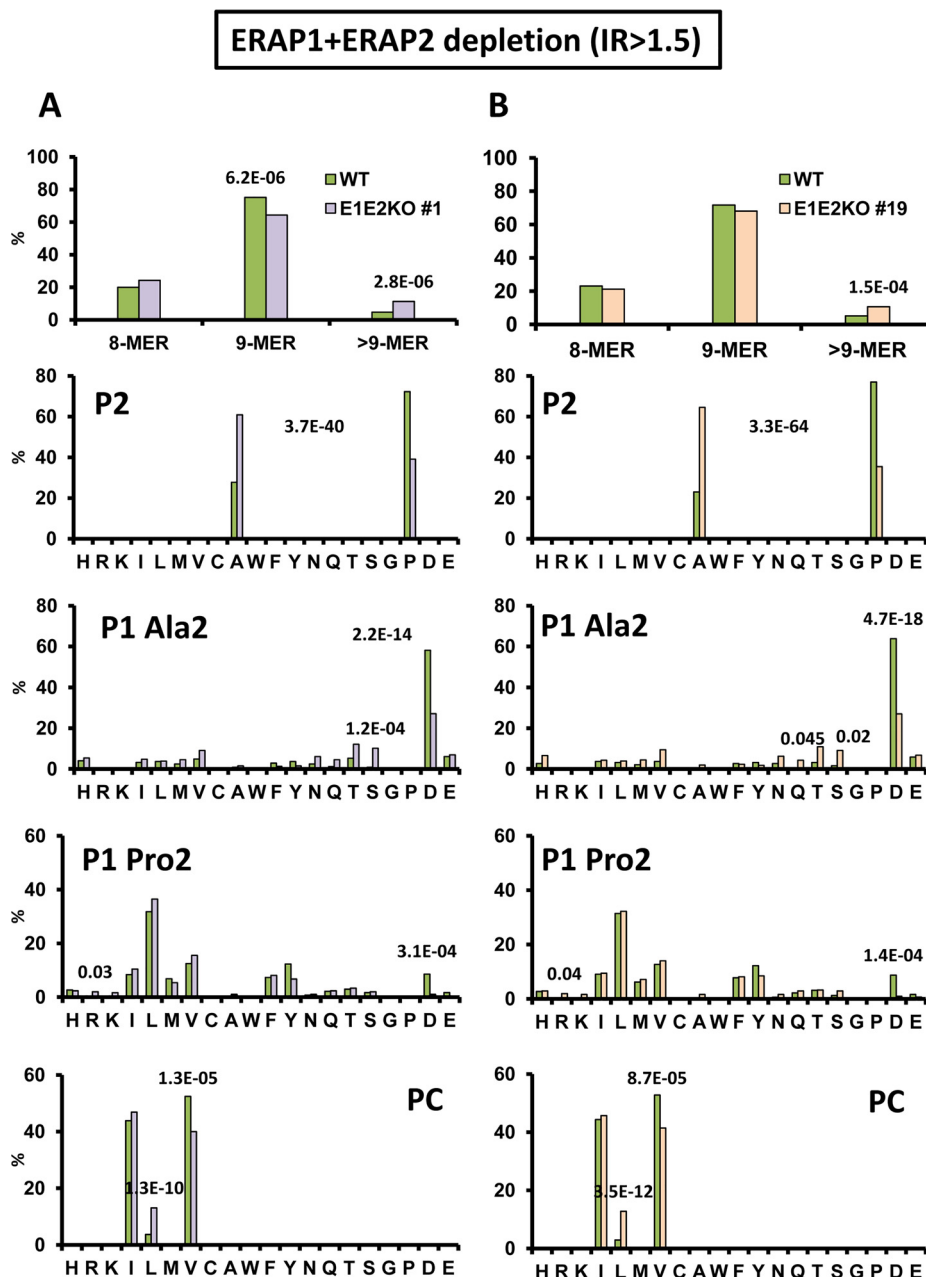 ERAP1+ERAP2 depletion (IR>1.5)
A
100
80
60
40
20
0
%
6.2E-06
2.8E-06
WT
E1E2KO #1
8-MER 9-MER >9-MER
P2
80
60
40
20
0
%
3.7E-40
H R K I L M V C A W F Y N Q T S G P D E
P1 Ala2
80
60
40
20
0
%
2.2E-14
1.2E-04
H R K I L M V C A W F Y N Q T S G P D E
P1 Pro2
60
40
20
0
%
0.03
3.1E-04
H R K I L M V C A W F Y N Q T S G P D E
PC
60
40
20
0
%
1.3E-05
1.3E-10
H R K I L M V C A W F Y N Q T S G P D E
B
100
80
60
40
20
0
WT
E1E2KO #19
1.5E-04
8-MER 9-MER >9-MER
P2
80
60
40
20
0
3.3E-64
H R K I L M V C A W F Y N Q T S G P D E
P1 Ala2
80
60
40
20
0
4.7E-18
0.045
0.02
H R K I L M V C A W F Y N Q T S G P D E
P1 Pro2
60
40
20
0
0.04
1.4E-04
H R K I L M V C A W F Y N Q T S G P D E
PC
60
40
20
0
8.7E-05
3.5E-12
H R K I L M V C A W F Y N Q T S G P D E